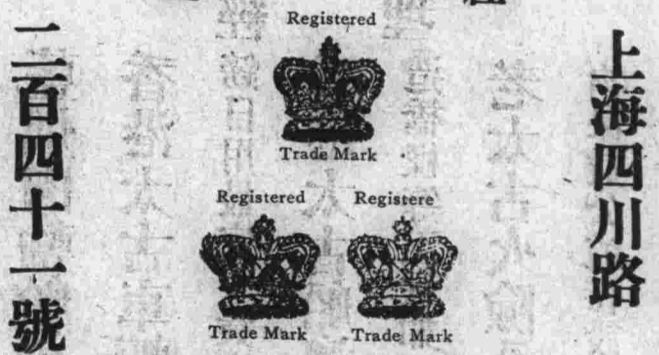 上海四川路
二百四十一號
Registered
Trade Mark
Registered
Registere
Trade Mark
Trade Mark